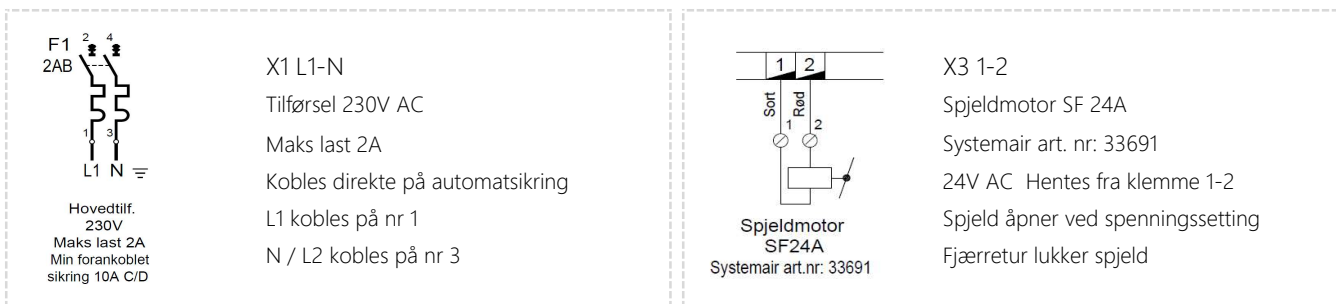 F1
2 4
2AB
1 3
L1 N
Hovedtilf.
230V
Maks last 2A
Min forankoblet
sikring 10A C/D
X1 L1-N
Tilførsel 230V AC
Maks last 2A
Kobles direkte på automatsikring
L1 kobles på nr 1
N / L2 kobles på nr 3
1 2
Sort Rød
1 2
Spjeldmotor
SF24A
Systemair art.nr: 33691
X3 1-2
Spjeldmotor SF 24A
Systemair art. nr: 33691
24V AC Hentes fra klemme 1-2
Spjeld åpner ved spenningssetting
Fjærretur lukker spjeld